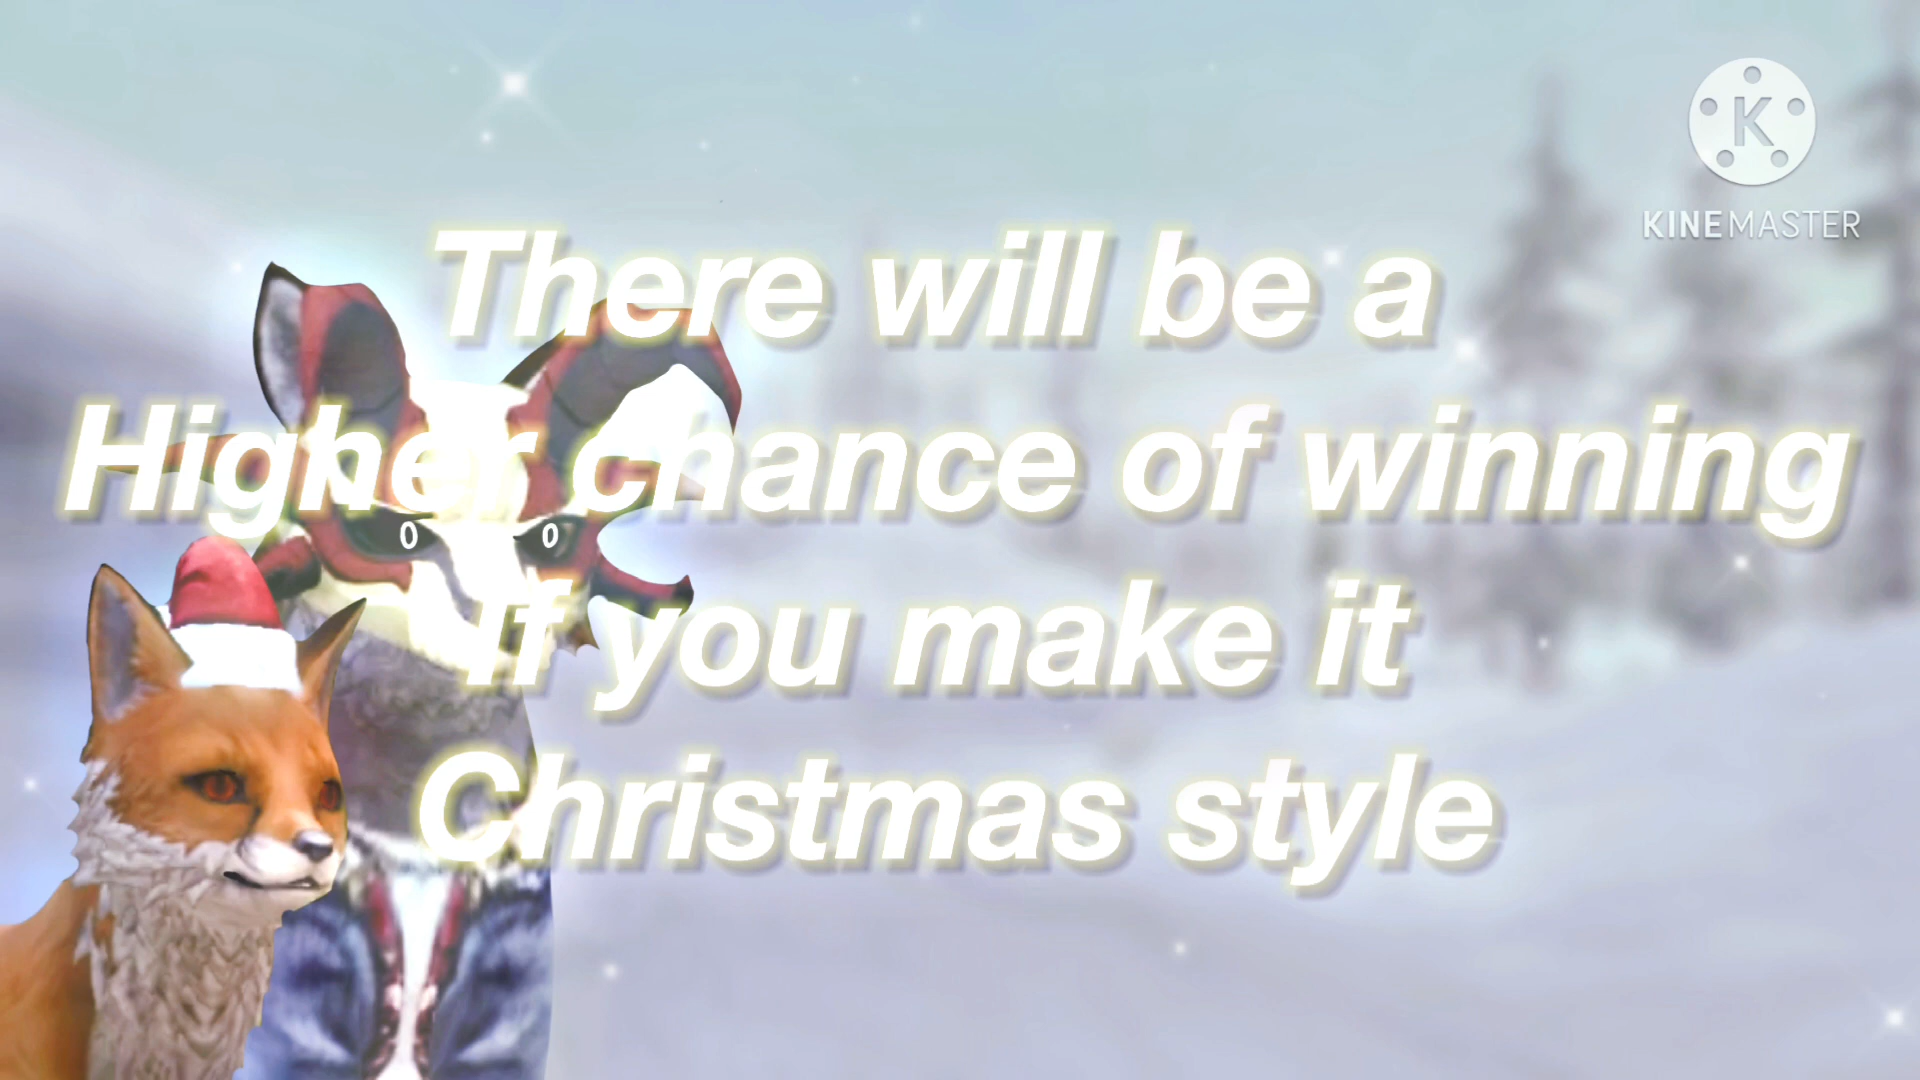 K
KINEMASTER
There will be a
Higher chance of winning
If you make it
Christmas style